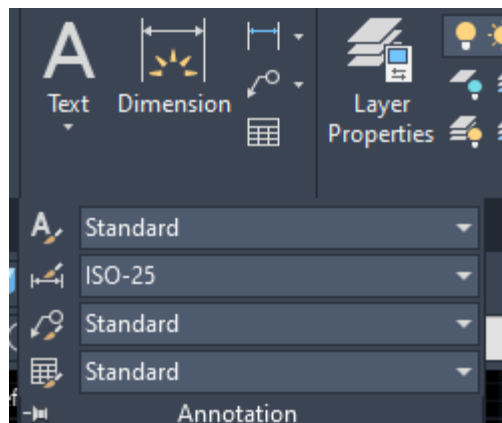 Text
Dimension
Layer
Properties
Standard
ISO-25
Standard
Standard
Annotation